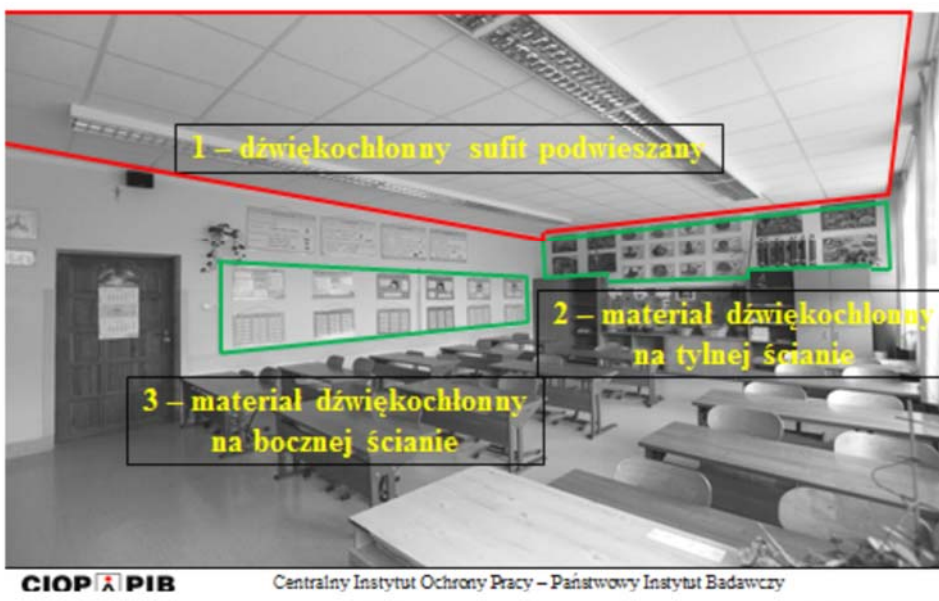 1 – dźwiękochłonny sufit podwieszany
2 – materiał dźwiękochłonny
na tylnej ścianie
3 – materiał dźwiękochłonny
na bocznej ścianie
CIOP PIB
Centralny Instytut Ochrony Pracy – Państwowy Instytut Badawczy